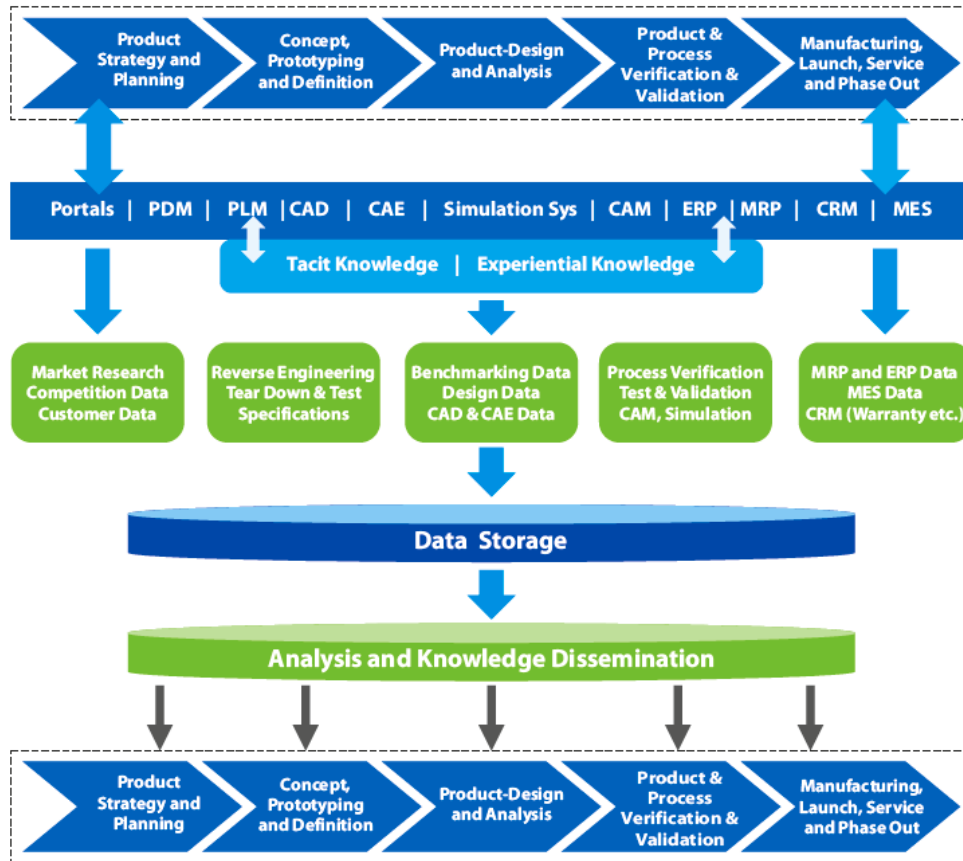 Product
Strategy and
Planning
Concept,
Prototyping
and Definition
Product-Design
and Analysis
Product &
Process
Verification &
Validation
Manufacturing,
Launch, Service
and Phase Out
Portals | PDM | PLM | CAD | CAE | Simulation Sys | CAM | ERP | MRP | CRM | MES
Tacit Knowledge | Experiential Knowledge
Market Research
Competition Data
Customer Data
Reverse Engineering
Tear Down & Test
Specifications
Benchmarking Data
Design Data
CAD & CAE Data
Process Verification
Test & Validation
CAM, Simulation
MRP and ERP Data
MES Data
CRM (Warranty etc.)
Data Storage
Analysis and Knowledge Dissemination
Product
Strategy and
Planning
Concept,
Prototyping
and Definition
Product-Design
and Analysis
Product &
Process
Verification &
Validation
Manufacturing,
Launch, Service
and Phase Out